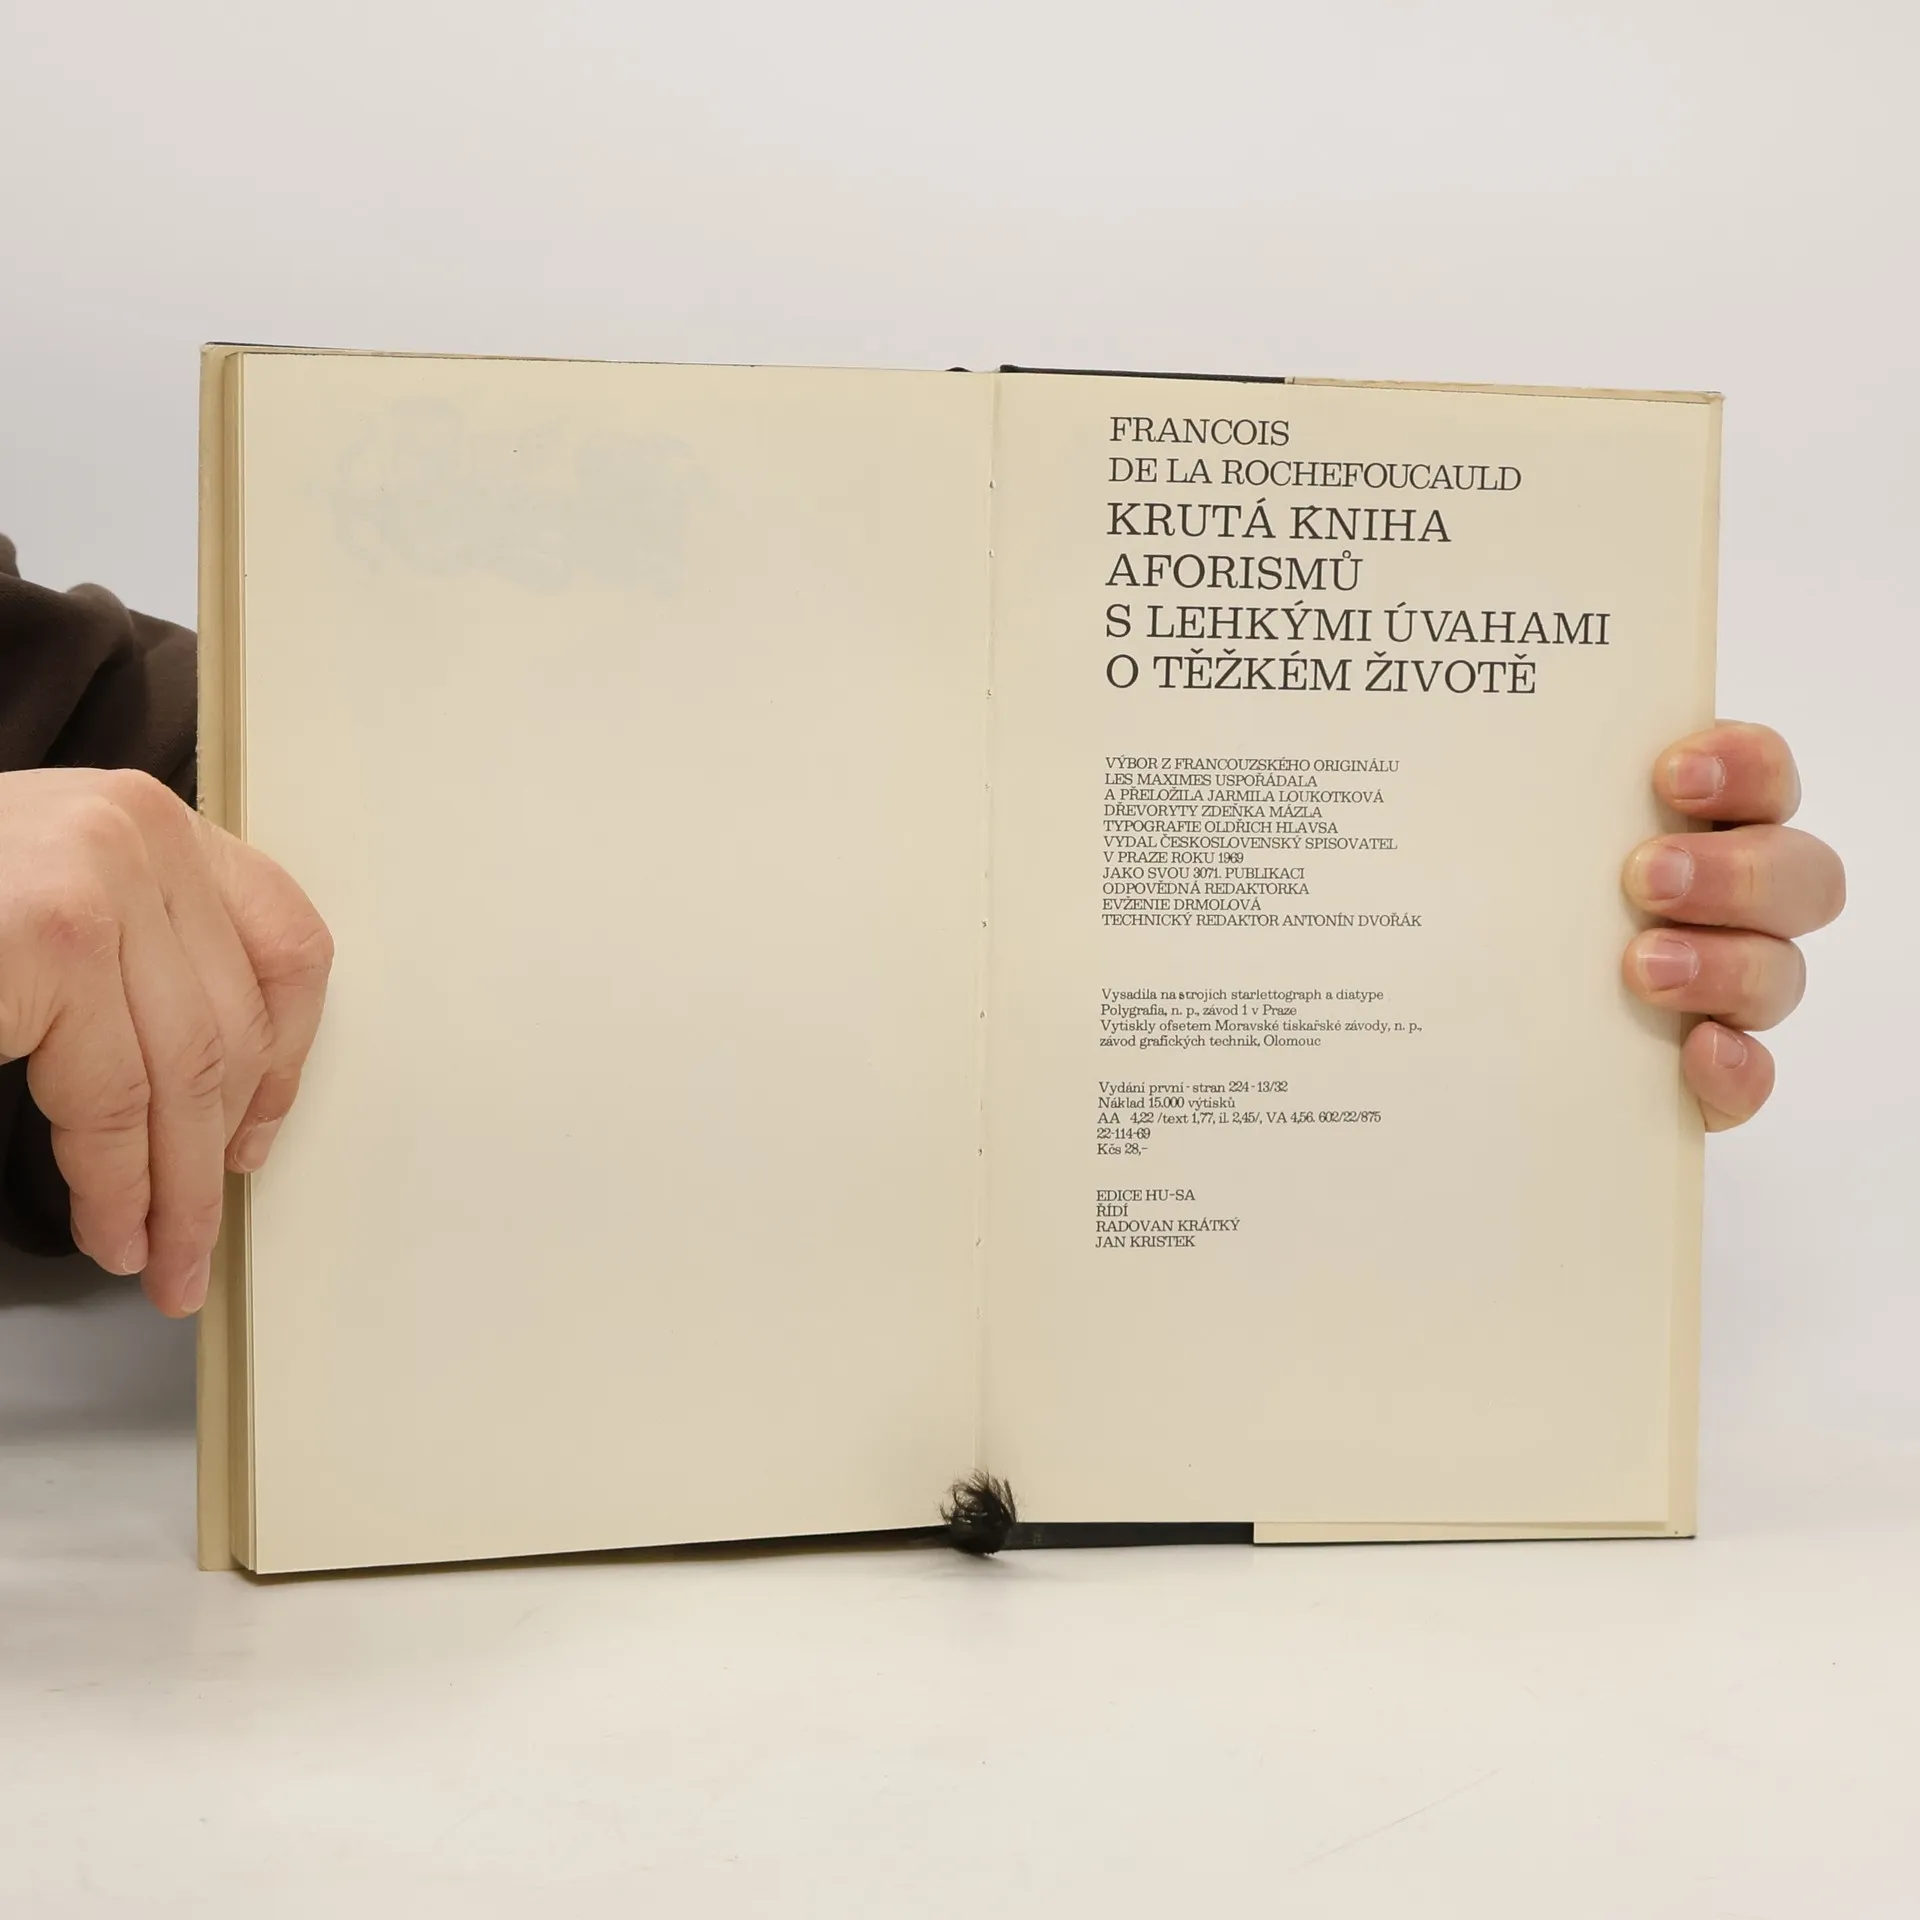 FRANCOIS
DE LA ROCHEFOUCAULD
KRUTÁ KNIHA
AFORISMŮ
S LEHKÝMI ÚVAHAMI
O TĚŽKÉM ŽIVOTĚ
VÝBOR Z FRANCOUZSKÉHO ORIGINÁLU
LES MAXIMES USPOŘÁDALA
A PŘELOŽILA JARMILA LOUKOTKOVÁ
DŘEVORYTY ZDEŇKA MÁZLA
TYPOGRAFIE OLDŘICH HLAVSA
VYDAL ČESKOSLOVENSKÝ SPISOVATEL
V PRAZE ROKU 1969
JAKO SVOU 3071. PUBLIKACI
ODPOVĚDNÁ REDAKTORKA
EVŽENIE DRMOLOVÁ
TECHNICKÝ REDAKTOR ANTONÍN DVOŘÁK
Vysadila na strojích starlettograph a diatype
Polygrafia, n. p., závod 1 v Praze
Vytiskly ofsetem Moravské tiskařské závody, n. p.,
závod grafických technik, Olomouc
Vydání první - stran 224 - 13/32
Náklad 15.000 výtisků
AA 4,22 /text 1,77, il. 2,45/, VA 4,56. 602/22/875
22-114-69
Kčs 28,-
EDICE HU-SA
ŘÍDÍ
RADOVAN KRÁTKÝ
JAN KRISTEK